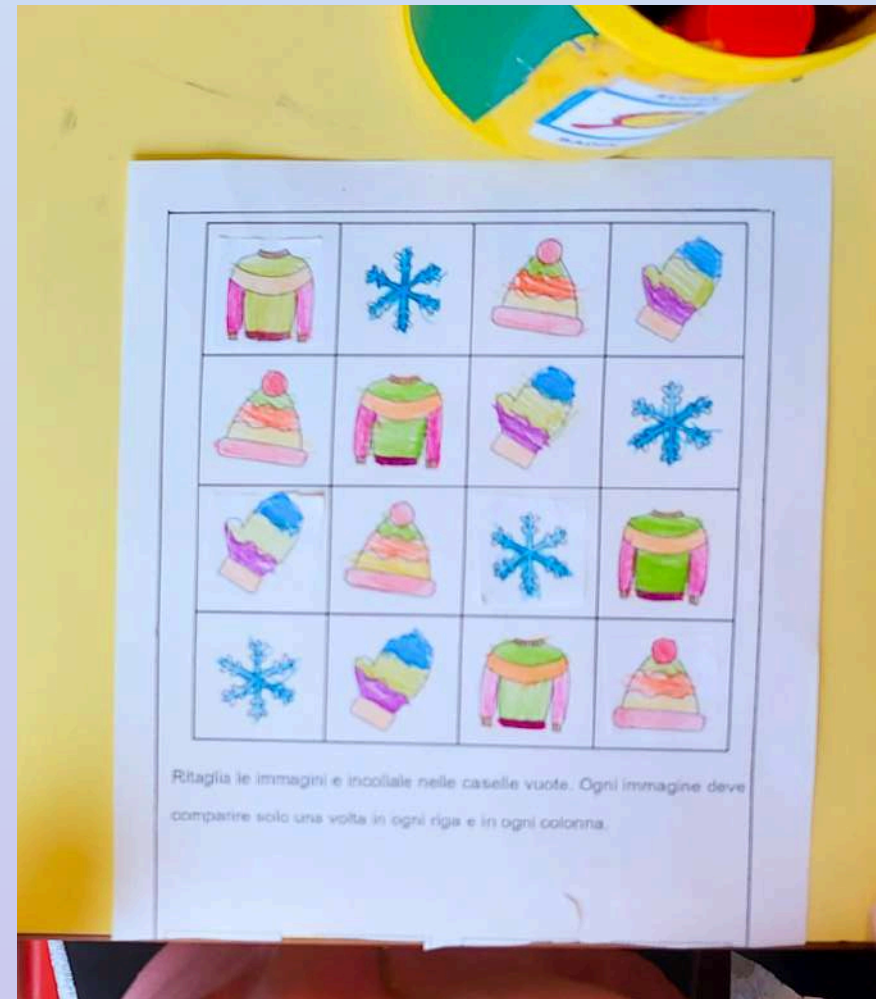 Ritaglia le immagini e incollale nelle caselle vuote. Ogni immagine deve
comparire solo una volta in ogni riga e in ogni colonna.